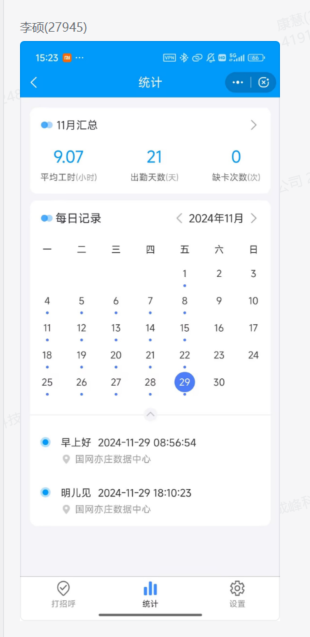 李硕(27945)
15:23
统计
11月汇总
9.07 21 0
平均工时(小时) 出勤天数(天) 缺卡次数(次)
每日记录 2024年11月
一 二 三 四 五 六 日
1 2 3
4 5 6 7 8 9 10
11 12 13 14 15 16 17
18 19 20 21 22 23 24
25 26 27 28 29 30
早上好 2024-11-29 08:56:54
国网亦庄数据中心
明儿见 2024-11-29 18:10:23
国网亦庄数据中心
打招呼 统计 设置